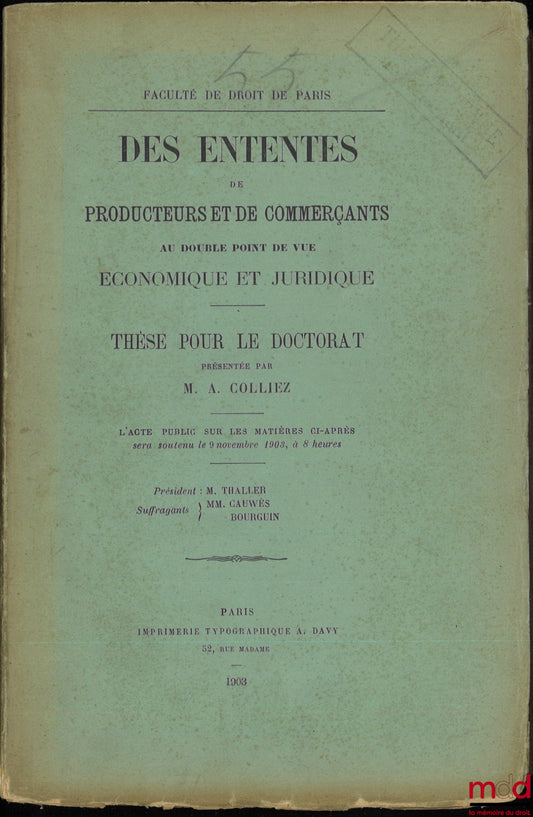 55
FACULTÉ DE DROIT DE PARIS
DES ENTENTES
DE
PRODUCTEURS ET DE COMMERÇANTS
AU DOUBLE POINT DE VUE
ECONOMIQUE ET JURIDIQUE
THÈSE POUR LE DOCTORAT
PRÉSENTÉE PAR
M. A. COLLIEZ
L'ACTE PUBLIC SUR LES MATIÈRES CI-APRÈS
sera soutenu le 9 novembre 1903, à 8 heures
Président : M. THALLER
Suffragants } MM. CAUWÈS
BOURGUIN
PARIS
IMPRIMERIE TYPOGRAPHIQUE A. DAVY
52, RUE MADAME
1903
mdd
la mémoire du droit